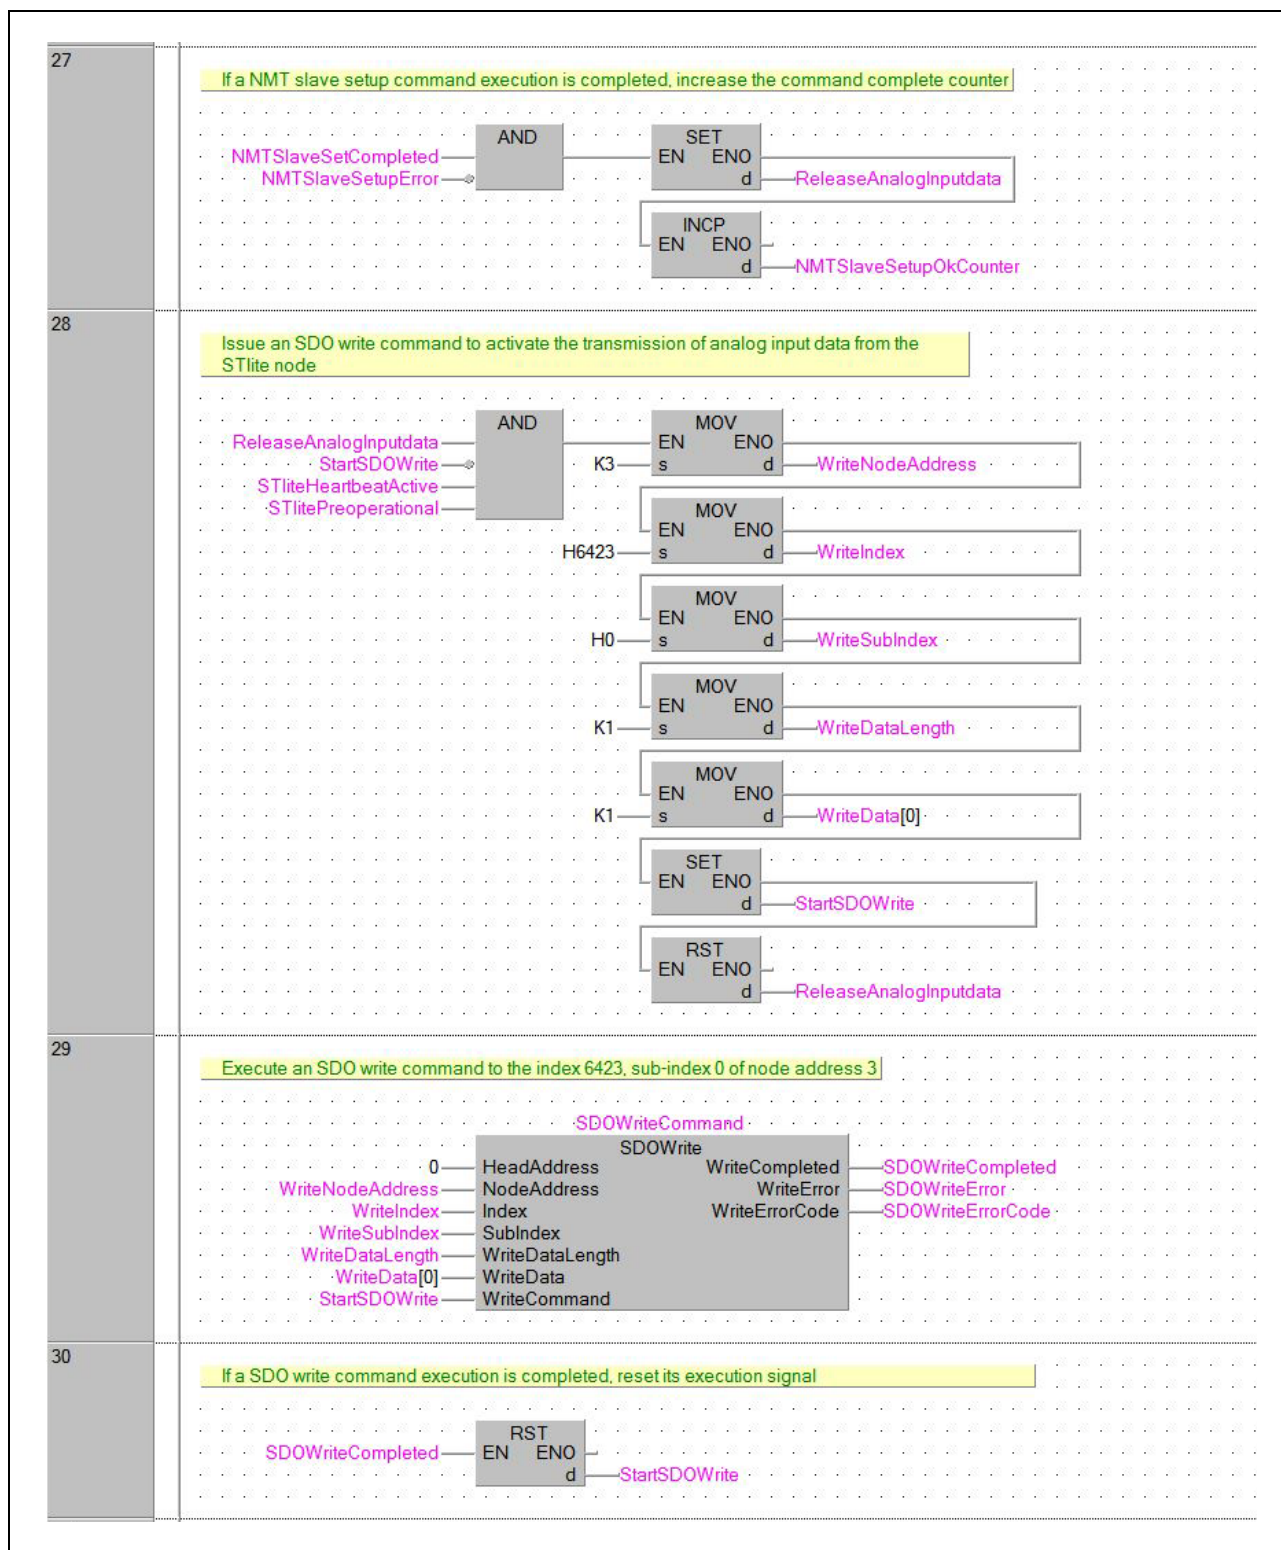 27
If a NMT slave setup command execution is completed, increase the command complete counter
AND
SET
NMTSlaveSetCompleted
EN ENO
NMTSlaveSetupError
d
ReleaseAnalogInputdata
INCP
EN ENO
d
NMTSlaveSetupOkCounter
28
Issue an SDO write command to activate the transmission of analog input data from the
STlite node
AND
MOV
ReleaseAnalogInputdata
EN ENO
StartSDOWrite
K3
s d
WriteNodeAddress
STliteHeartbeatActive
STlitePreoperational
MOV
EN ENO
H6423
s d
WriteIndex
MOV
EN ENO
H0
s d
WriteSubIndex
MOV
EN ENO
K1
s d
WriteDataLength
MOV
EN ENO
K1
s d
WriteData[0]
SET
EN ENO
d
StartSDOWrite
RST
EN ENO
d
ReleaseAnalogInputdata
29
Execute an SDO write command to the index 6423, sub-index 0 of node address 3
SDOWriteCommand
SDOWrite
0 HeadAddress WriteCompleted SDOWriteCompleted
WriteNodeAddress NodeAddress WriteError SDOWriteError
WriteIndex Index WriteErrorCode SDOWriteErrorCode
WriteSubIndex SubIndex
WriteDataLength WriteDataLength
WriteData[0] WriteData
StartSDOWrite WriteCommand
30
If a SDO write command execution is completed, reset its execution signal
RST
SDOWriteCompleted EN ENO
d StartSDOWrite